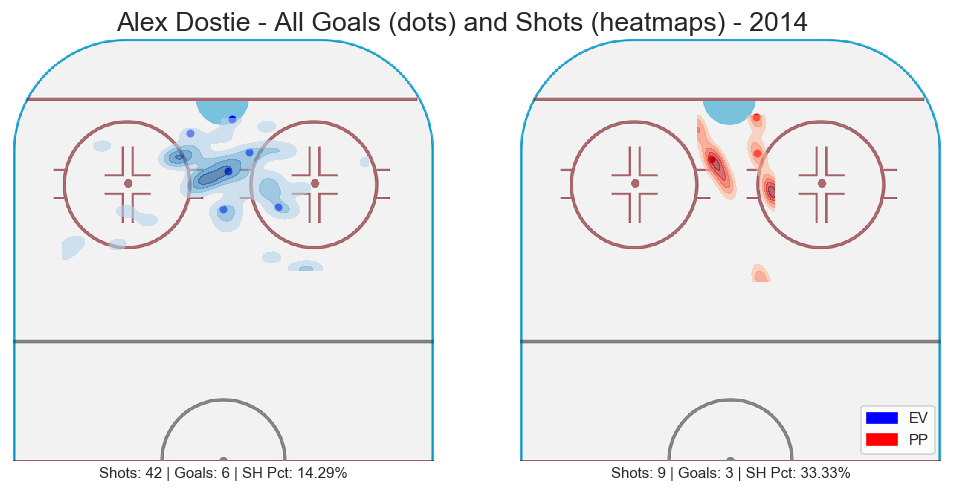 Alex Dostie - All Goals (dots) and Shots (heatmaps) - 2014
EV
PP
Shots: 42 | Goals: 6 | SH Pct: 14.29%
Shots: 9 | Goals: 3 | SH Pct: 33.33%